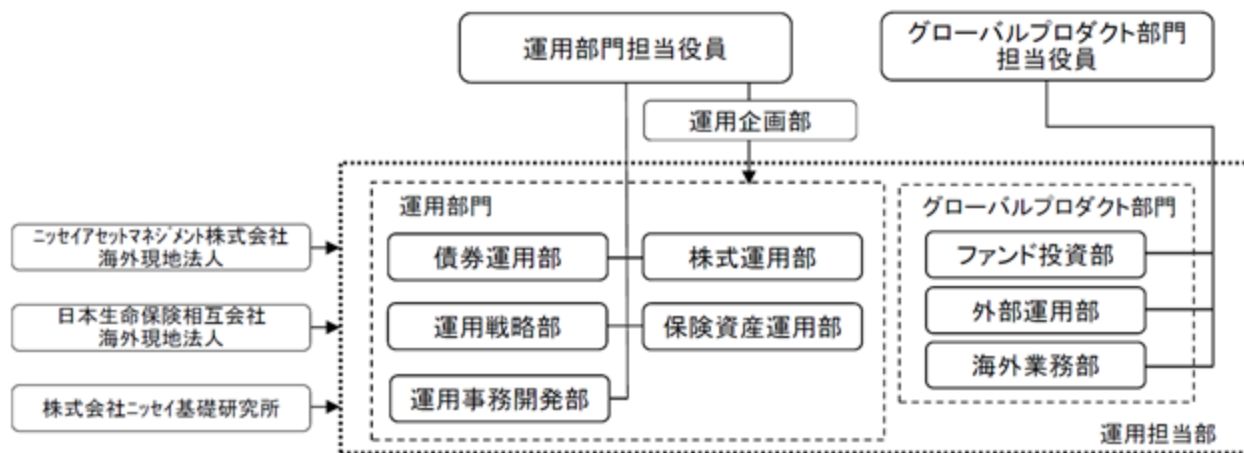 運用部門担当役員
グローバルプロダクト部門
担当役員
運用企画部
運用部門
グローバルプロダクト部門
ニッセイアセットマネジメント株式会社
海外現地法人
債券運用部
株式運用部
ファンド投資部
日本生命保険相互会社
海外現地法人
運用戦略部
保険資産運用部
外部運用部
海外業務部
株式会社ニッセイ基礎研究所
運用事務開発部
運用担当部